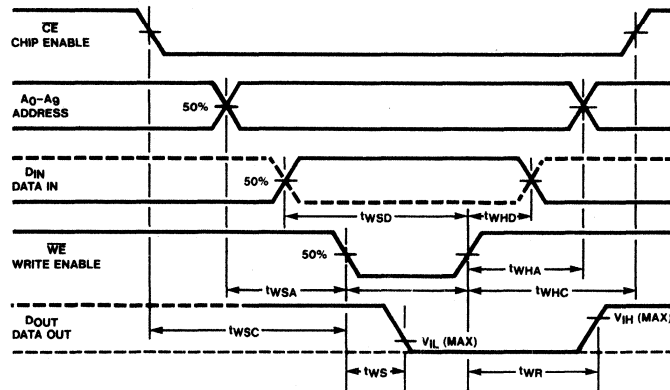 CE
CHIP ENABLE
A0-A9
ADDRESS
50%
DIN
DATA IN
50%
tWSD
tWHD
WE
WRITE ENABLE
50%
tWSA
tWHA
tWHC
DOUT
DATA OUT
tWSC
VIL (MAX)
VIH (MAX)
tWS
tWR